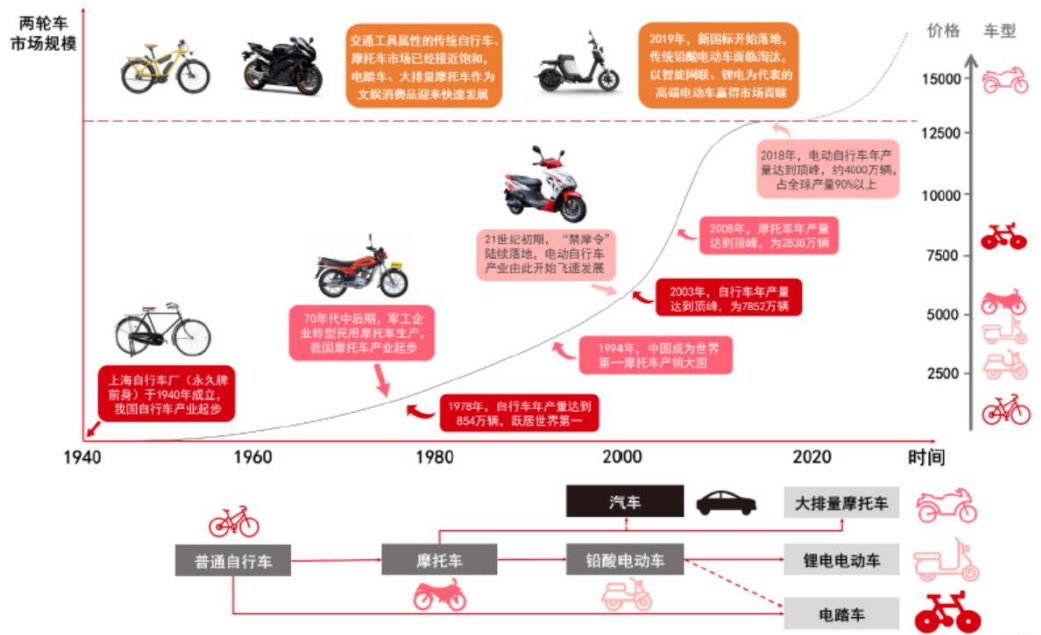 两轮车
市场规模
交通工具属性的传统自行车、
摩托车市场已经接近饱和,
电踏车、大排量摩托车作为
文娱消费品迎来快速发展
2019年,新国标开始落地,
传统铅酸电动车面临淘汰,
以智能网联、锂电为代表的
高端电动车赢得市场青睐
价格
车型
15000
12500
10000
7500
5000
2500
2018年,电动自行车年产
量达到顶峰,约4000万辆,
占全球产量90%以上
2008年,摩托车年产量
达到顶峰,为2838万辆
21世纪初期,“禁摩令”
陆续落地,电动自行车
产业由此开始飞速发展
2003年,自行车年产量
达到顶峰,为7852万辆
70年代中后期,军工企
业转型民用摩托车生产,
我国摩托车产业起步
1994年,中国成为世界
第一摩托车产销大国
上海自行车厂(永久牌
前身)于1940年成立,
我国自行车产业起步
1978年,自行车年产量达到
854万辆,跃居世界第一
1940
1960
1980
2000
2020
时间
汽车
大排量摩托车
普通自行车
摩托车
铅酸电动车
锂电电动车
电踏车